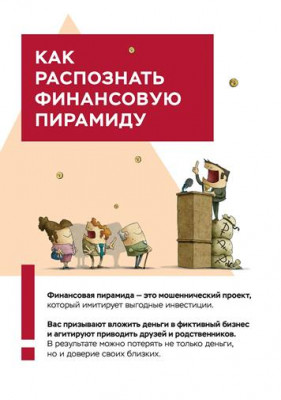 КАК
РАСПОЗНАТЬ
ФИНАНСОВУЮ
ПИРАМИДУ
Финансовая пирамида – это мошеннический проект,
который имитирует выгодные инвестиции.
Вас призывают вложить деньги в фиктивный бизнес
и агитируют приводить друзей и родственников.
В результате можно потерять не только деньги,
но и доверие своих близких.